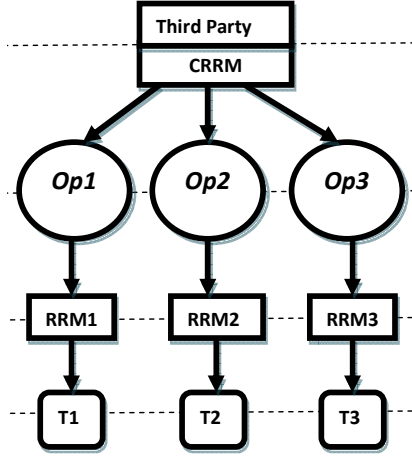 Third Party
CRRM
Op1 Op2 Op3
RRM1 RRM2 RRM3
T1 T2 T3